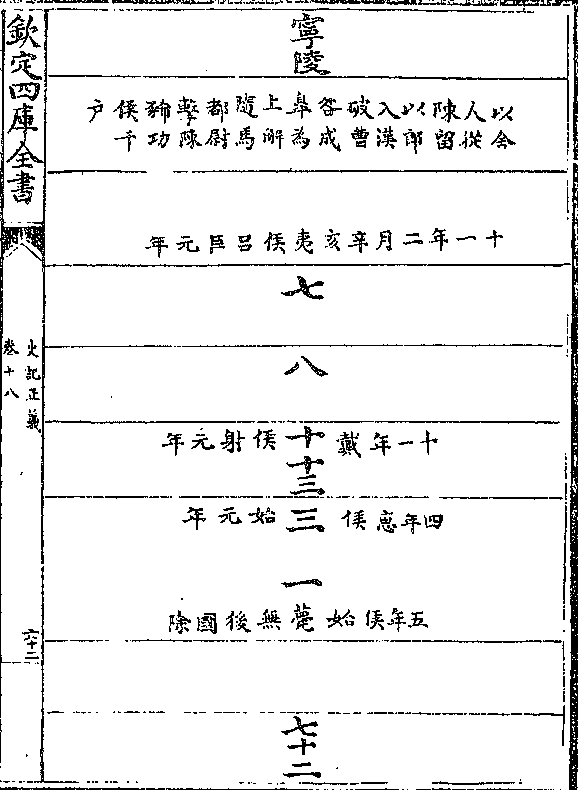 寧陵
以舍人從陳留以郎入漢破曹咎成皋為上解隨馬都尉擊陳豨功侯千戶
十一年二月辛亥夷侯呂臣元年
七
八
十
十一年戴侯射元年
十三
三
四年惠侯始元年
一
五年侯始薨無後國除
七十二
欽定四庫全書
史記正義
卷十八
六十二